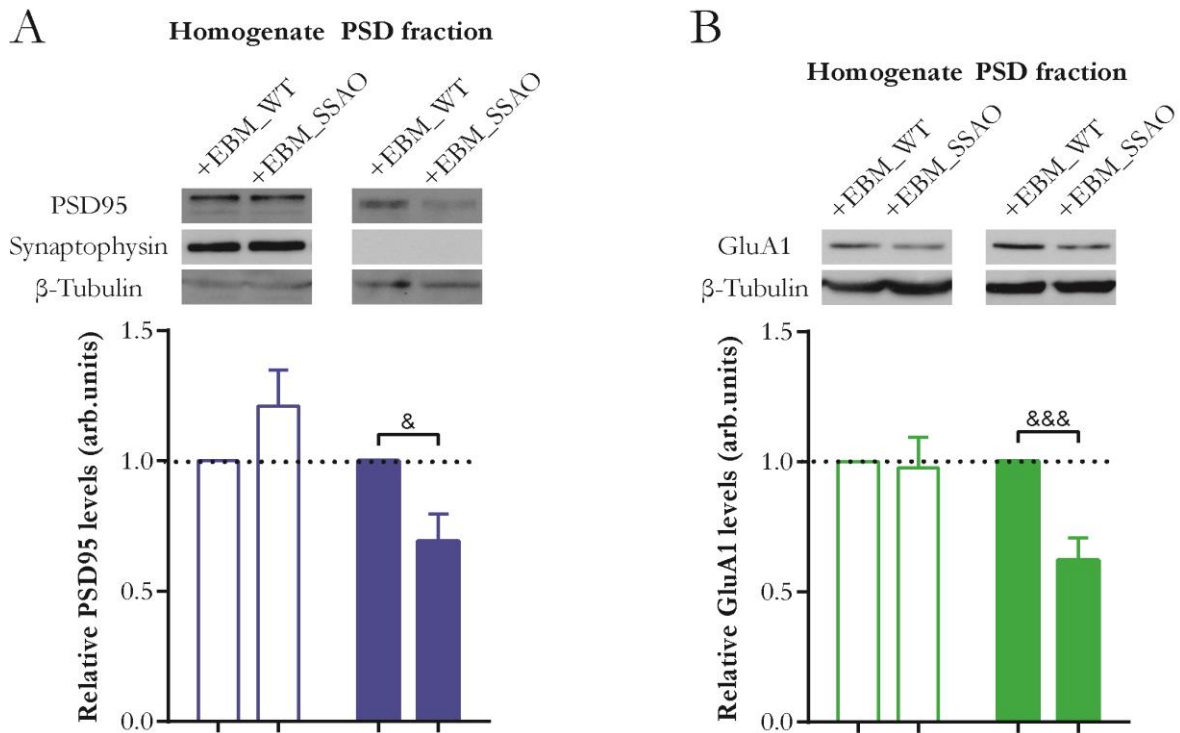 A
Homogenate PSD fraction
+EBM_WT
+EBM_SSAO
+EBM_WT
+EBM_SSAO
PSD95
Synaptophysin
β-Tubulin
Relative PSD95 levels (arb.units)
1.5
1.0
0.5
0.0
&
B
Homogenate PSD fraction
+EBM_WT
+EBM_SSAO
+EBM_WT
+EBM_SSAO
GluA1
β-Tubulin
Relative GluA1 levels (arb.units)
1.5
1.0
0.5
0.0
&&&